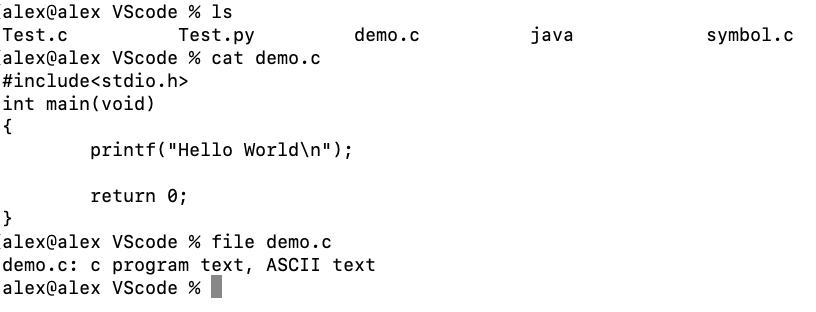 alex@alex VScode % ls
Test.c Test.py demo.c java symbol.c
alex@alex VScode % cat demo.c
#include<stdio.h>
int main(void)
{
        printf("Hello World\n");

        return 0;
}
alex@alex VScode % file demo.c
demo.c: c program text, ASCII text
alex@alex VScode %